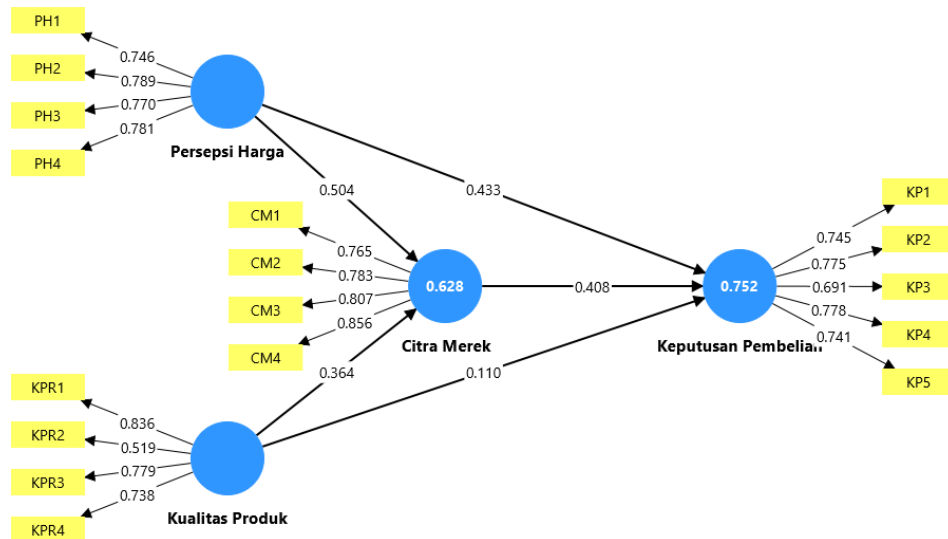 PH1
0.746
PH2
0.789
PH3
0.770
0.781
PH4
Persepsi Harga
0.504
0.433
CM1
0.765
CM2
0.783
CM3
0.807
0.856
CM4
0.628
Citra Merek
0.408
0.752
Keputusan Pembelian
KP1
0.745
KP2
0.775
0.691
KP3
0.778
KP4
0.741
KP5
0.364
0.110
KPR1
0.836
KPR2
0.519
KPR3
0.779
0.738
KPR4
Kualitas Produk